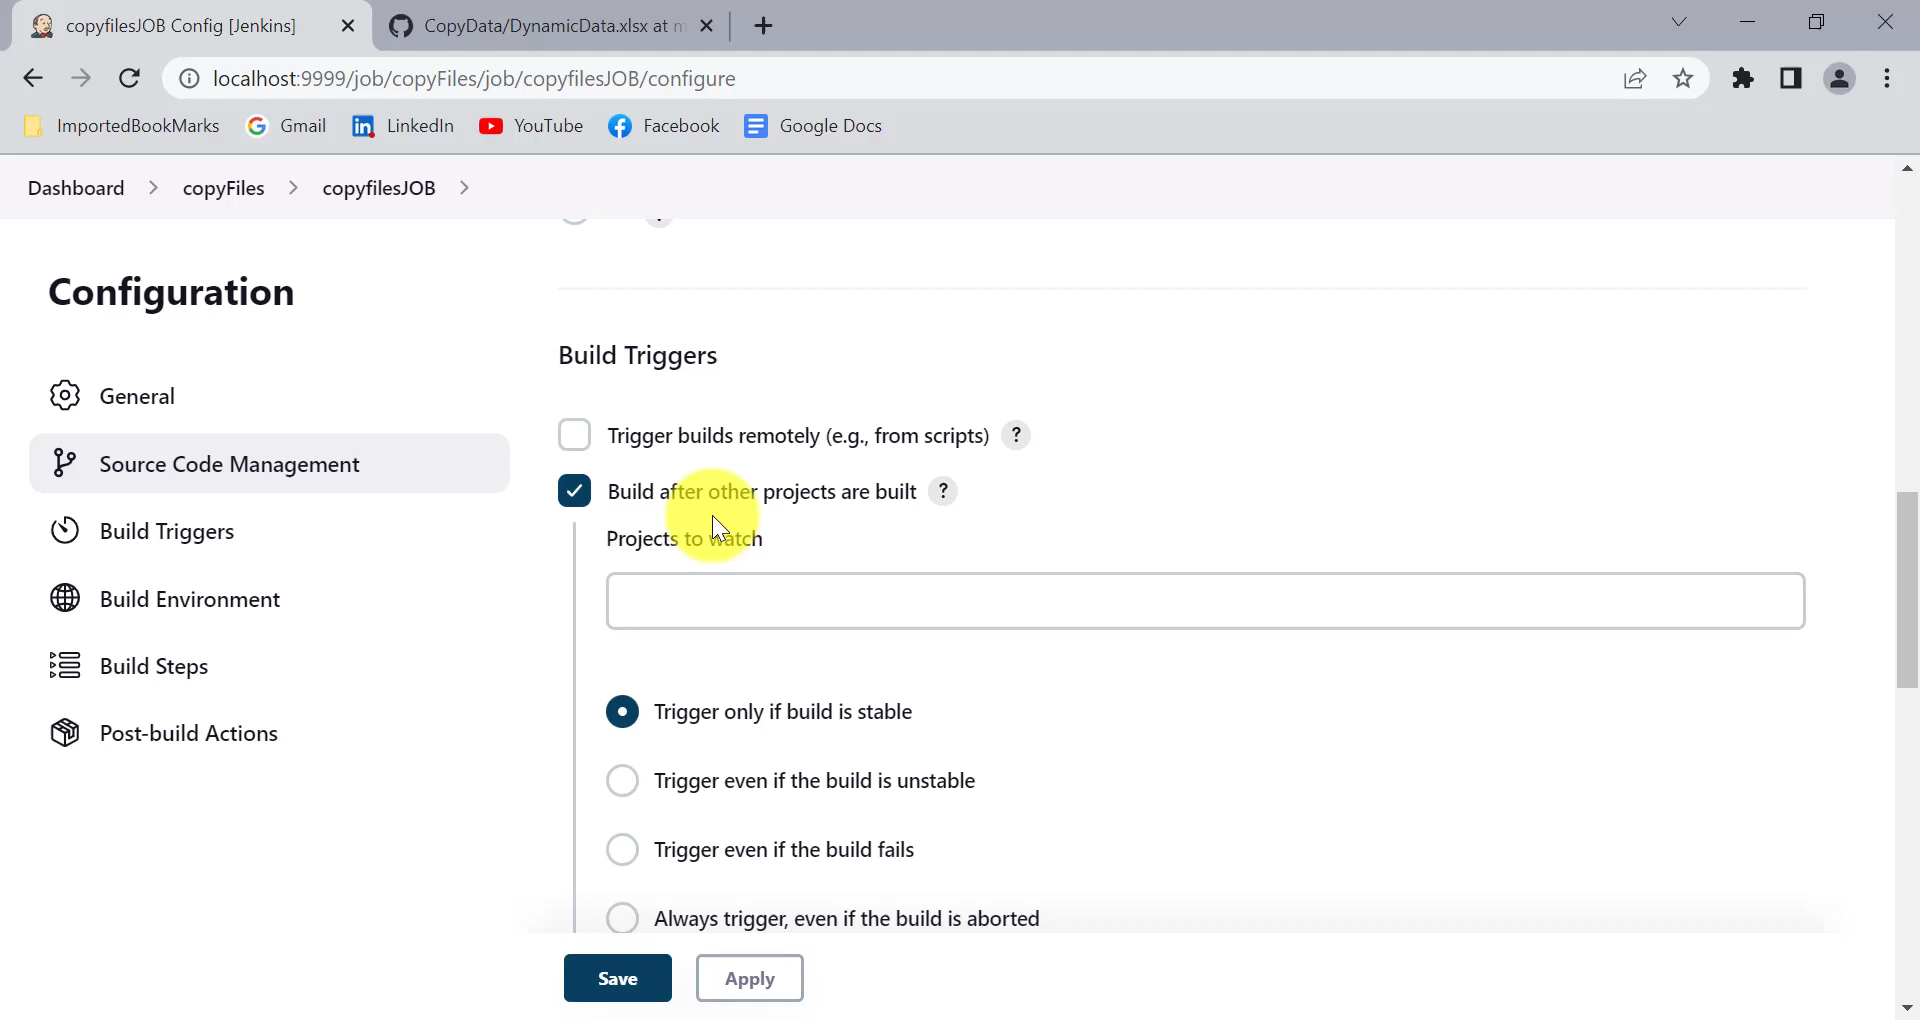 copyfilesJOB Config [Jenkins]
CopyData/DynamicData.xlsx at m
localhost:9999/job/copyFiles/job/copyfilesJOB/configure
ImportedBookMarks
Gmail
LinkedIn
YouTube
Facebook
Google Docs
Dashboard
copyFiles
copyfilesJOB
Configuration
General
Source Code Management
Build Triggers
Build Environment
Build Steps
Post-build Actions
Build Triggers
Trigger builds remotely (e.g., from scripts) ?
Build after other projects are built ?
Projects to watch
Trigger only if build is stable
Trigger even if the build is unstable
Trigger even if the build fails
Always trigger, even if the build is aborted
Save
Apply